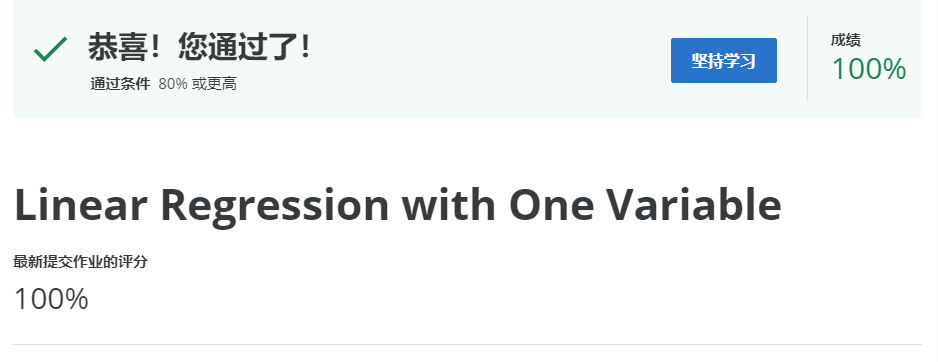 恭喜！您通过了！
通过条件 80% 或更高
坚持学习
成绩
100%
Linear Regression with One Variable
最新提交作业的评分
100%